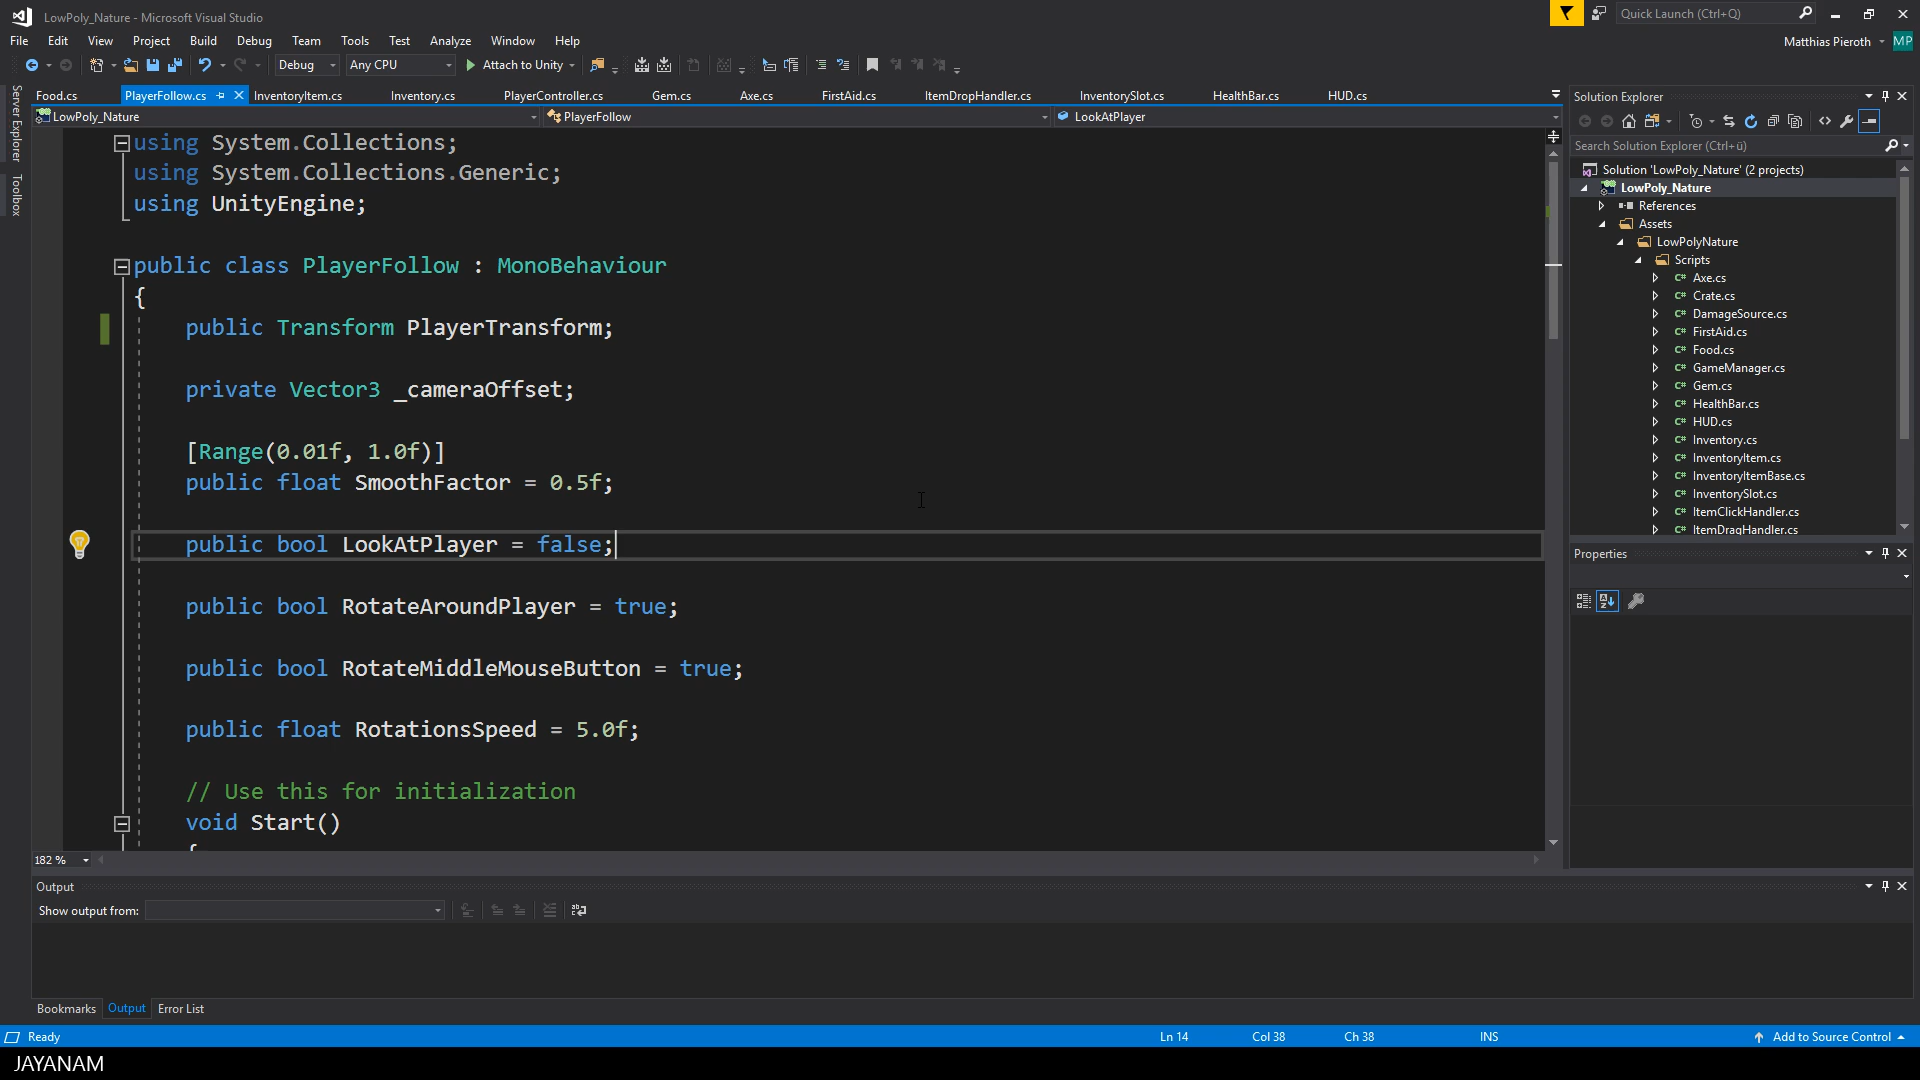 LowPoly_Nature - Microsoft Visual Studio
Quick Launch (Ctrl+Q)
File Edit View Project Build Debug Team Tools Test Analyze Window Help
Matthias Pieroth MP
Debug Any CPU Attach to Unity
Food.cs PlayerFollow.cs InventoryItem.cs Inventory.cs PlayerController.cs Gem.cs Axe.cs FirstAid.cs ItemDropHandler.cs InventorySlot.cs HealthBar.cs HUD.cs
LowPoly_Nature PlayerFollow LookAtPlayer
Server Explorer
Toolbox
using System.Collections;
using System.Collections.Generic;
using UnityEngine;
public class PlayerFollow : MonoBehaviour
{
public Transform PlayerTransform;
private Vector3 _cameraOffset;
[Range(0.01f, 1.0f)]
public float SmoothFactor = 0.5f;
public bool LookAtPlayer = false;
public bool RotateAroundPlayer = true;
public bool RotateMiddleMouseButton = true;
public float RotationsSpeed = 5.0f;
// Use this for initialization
void Start()
{
182 %
Solution Explorer
Search Solution Explorer (Ctrl+ü)
Solution 'LowPoly_Nature' (2 projects)
LowPoly_Nature
References
Assets
LowPolyNature
Scripts
C# Axe.cs
C# Crate.cs
C# DamageSource.cs
C# FirstAid.cs
C# Food.cs
C# GameManager.cs
C# Gem.cs
C# HealthBar.cs
C# HUD.cs
C# Inventory.cs
C# InventoryItem.cs
C# InventoryItemBase.cs
C# InventorySlot.cs
C# ItemClickHandler.cs
C# ItemDragHandler.cs
Properties
Output
Show output from:
Bookmarks Output Error List
Ready Ln 14 Col 38 Ch 38 INS Add to Source Control
JAYANAM